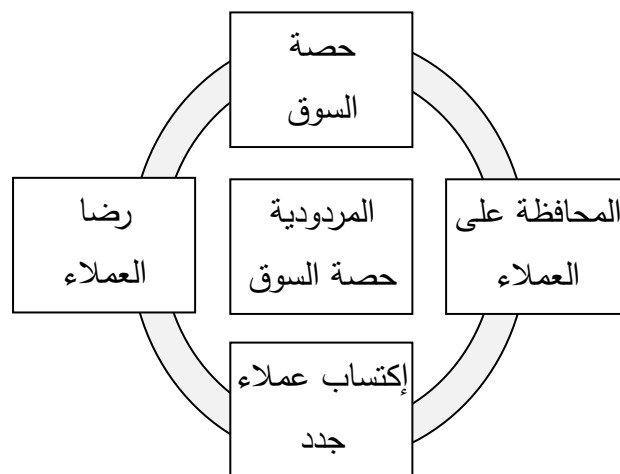 حصة
السوق
المحافظة على
العملاء
المردودية
حصة السوق
رضا
العملاء
إكتساب عملاء
جدد